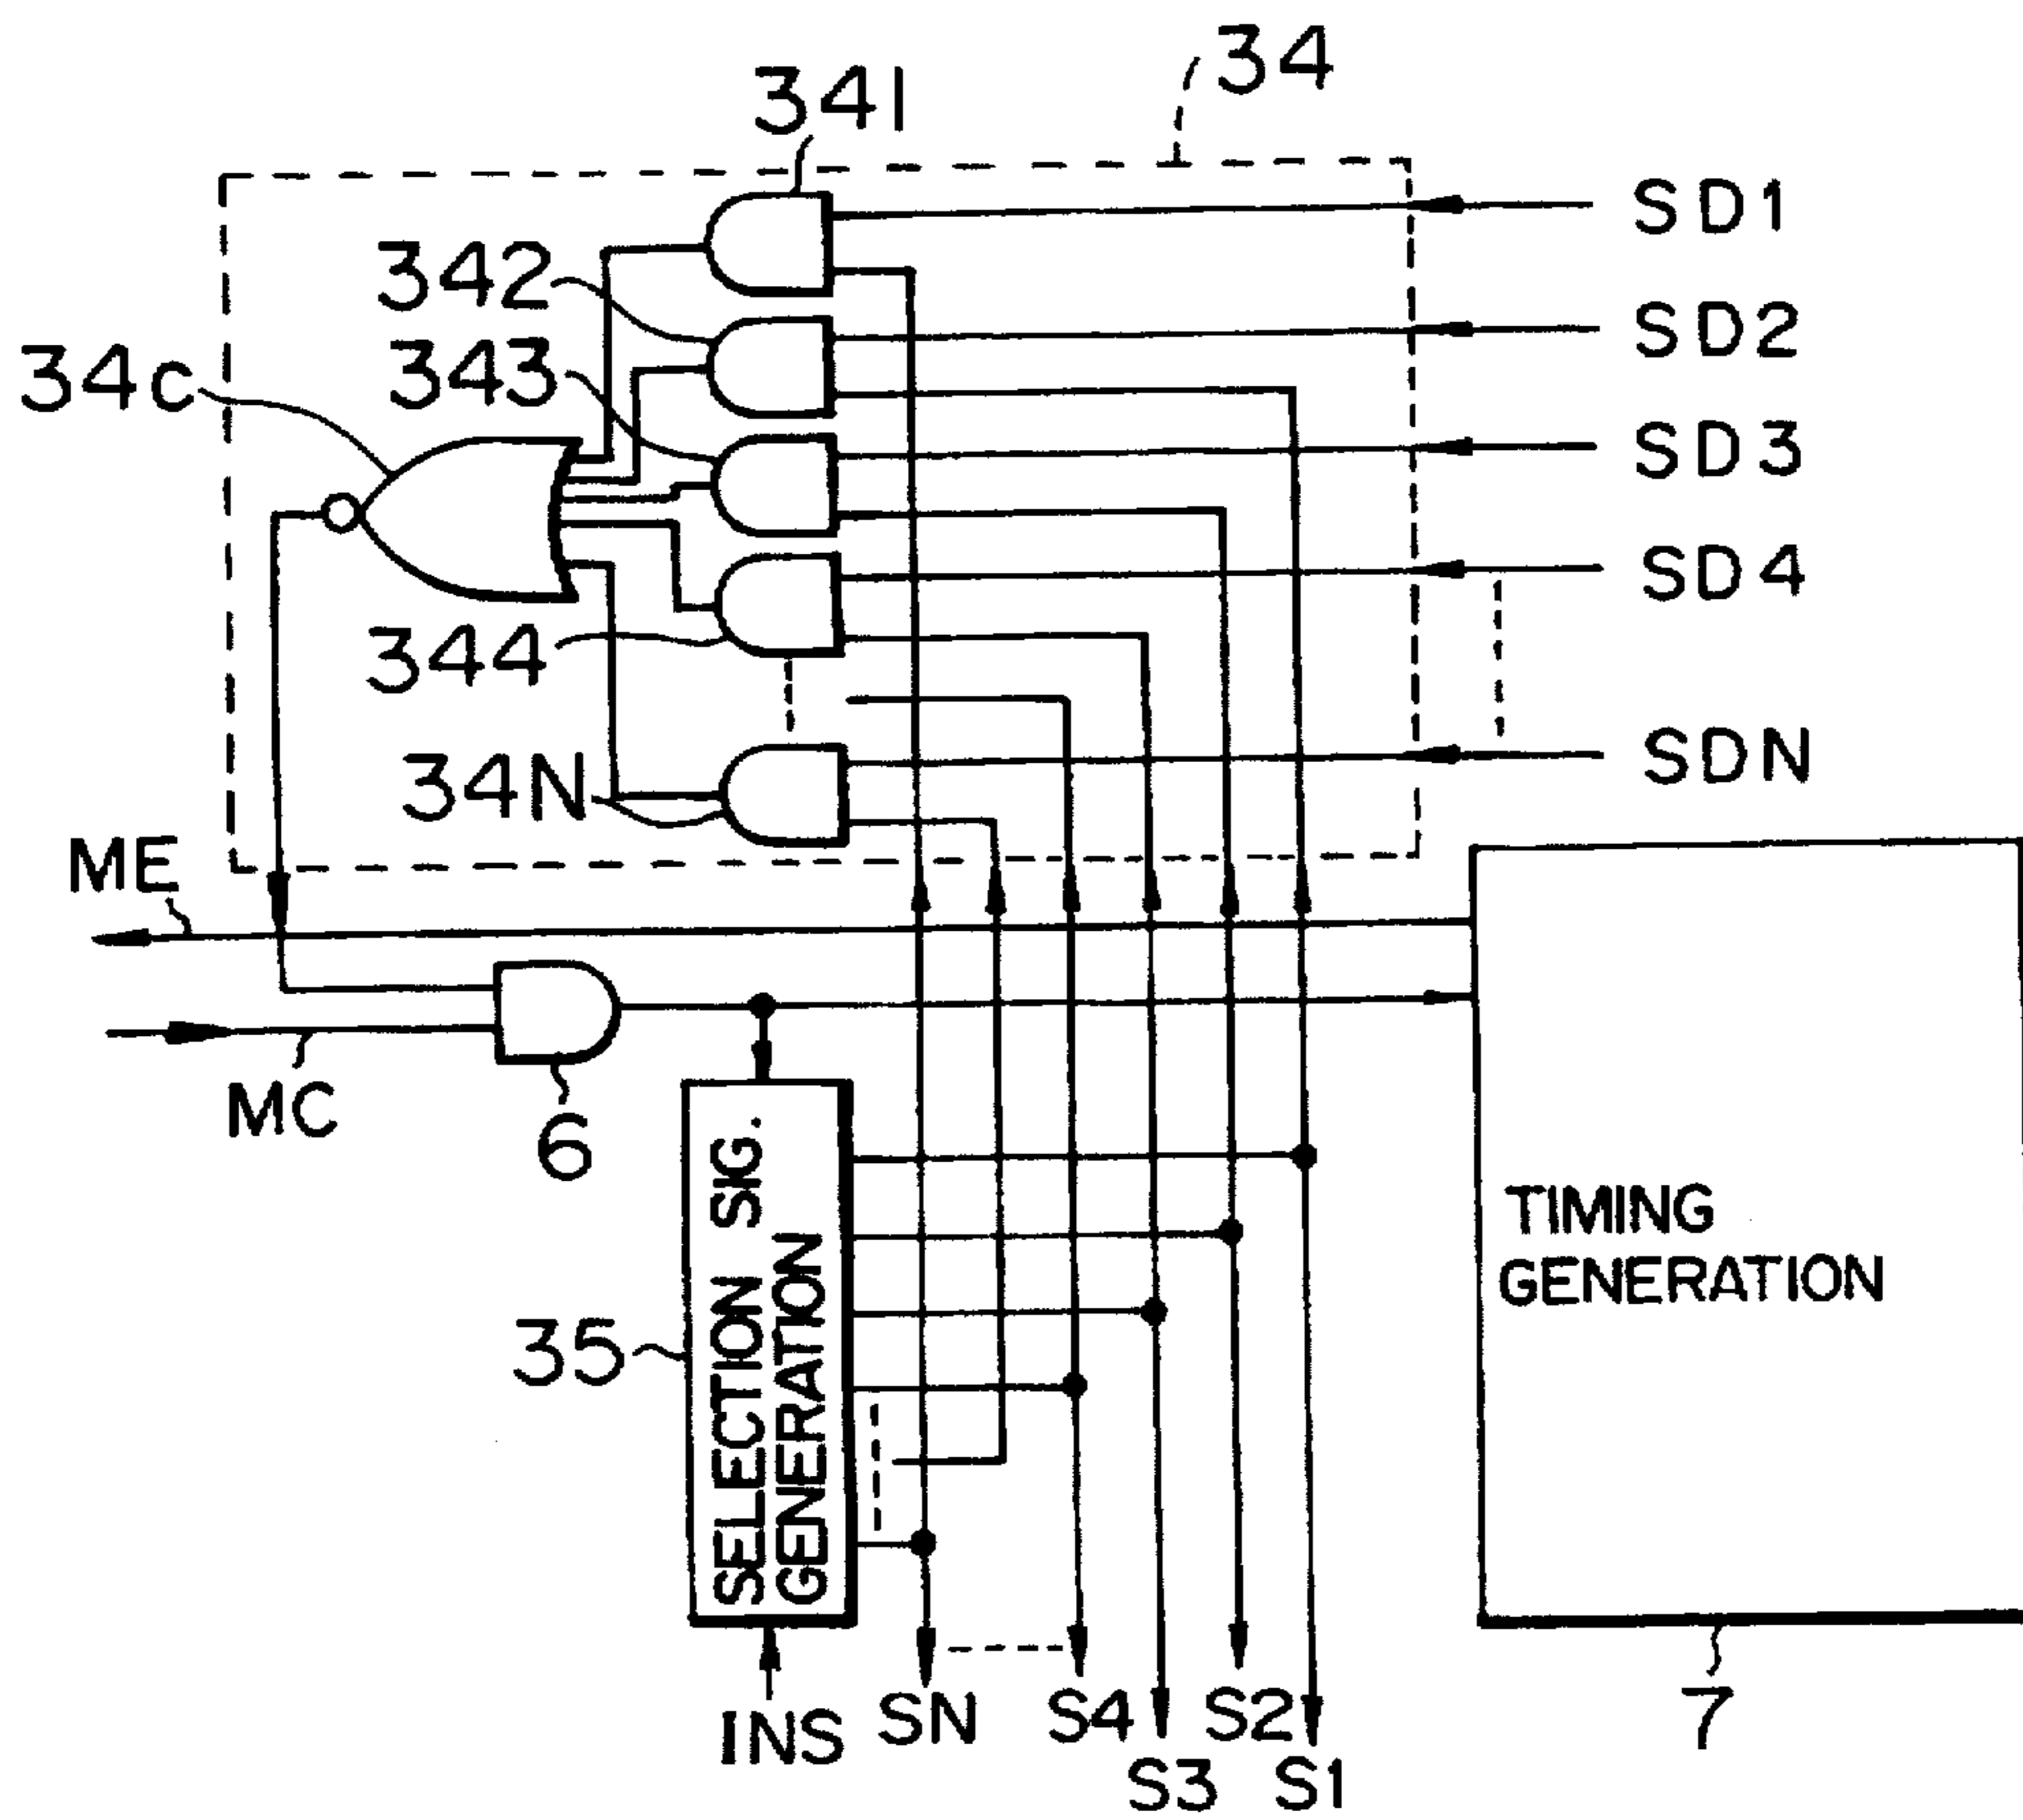 34
341
SD1
342
SD2
343
34c
SD3
SD4
344
SDN
34N
ME
MC
6
SELECTION SIG.
GENERATION
TIMING
GENERATION
35
7
INS
SN
S4
S2
S3
S1